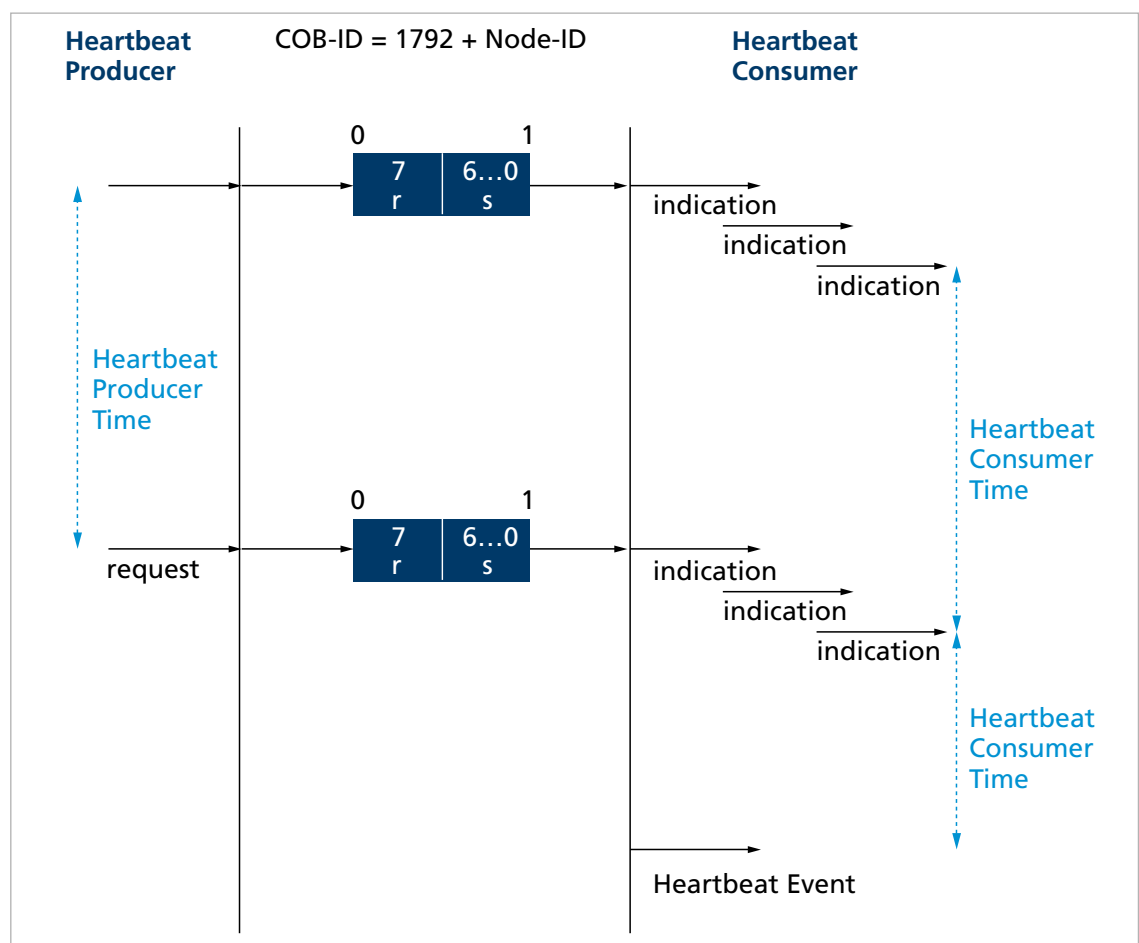 Heartbeat
Producer
COB-ID = 1792 + Node-ID
Heartbeat
Consumer
0 1
7 6...0
r s
indication
indication
indication
Heartbeat
Producer
Time
Heartbeat
Consumer
Time
0 1
7 6...0
r s
request
indication
indication
indication
Heartbeat
Consumer
Time
Heartbeat Event